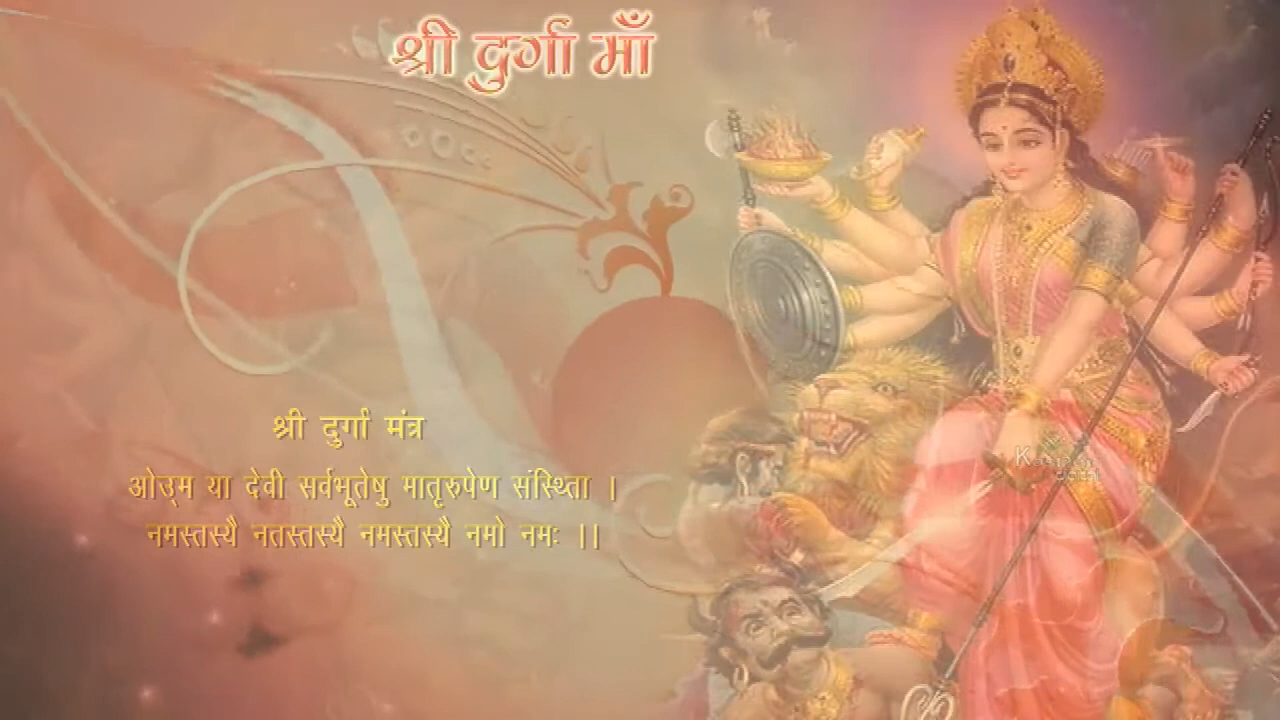 श्री दुर्गा माँ
श्री दुर्गा मंत्र
ओउ्म या देवी सर्वभूतेषु मातृरुपेण संस्थिता ।
नमस्तस्यै नतस्तस्यै नमस्तस्यै नमो नमः ।।